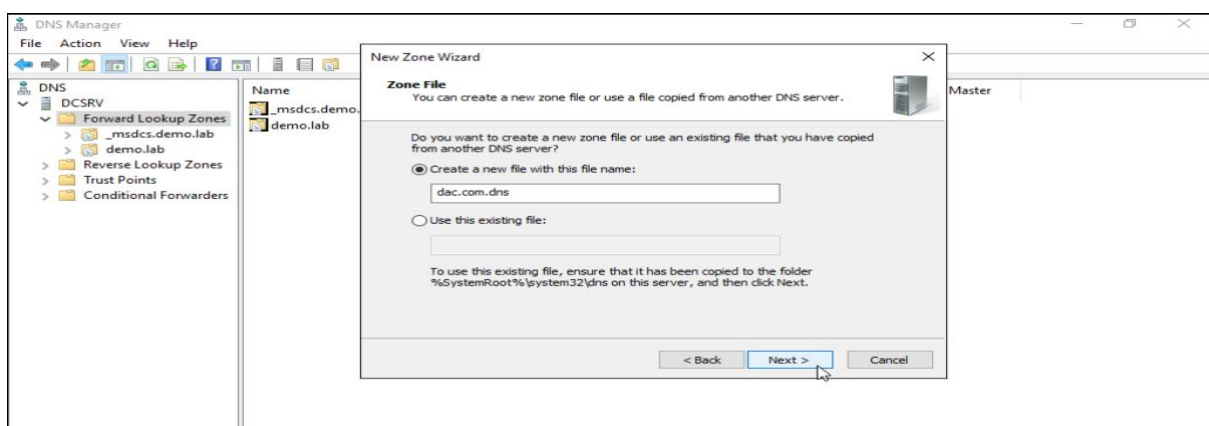 DNS Manager
File Action View Help
DNS
DCSRV
Forward Lookup Zones
_msdcs.demo.lab
demo.lab
Reverse Lookup Zones
Trust Points
Conditional Forwarders
Name
_msdcs.demo.
demo.lab
Master
New Zone Wizard
Zone File
You can create a new zone file or use a file copied from another DNS server.
Do you want to create a new zone file or use an existing file that you have copied
from another DNS server?
Create a new file with this file name:
dac.com.dns
Use this existing file:
To use this existing file, ensure that it has been copied to the folder
%SystemRoot%\system32\dns on this server, and then click Next.
< Back Next > Cancel